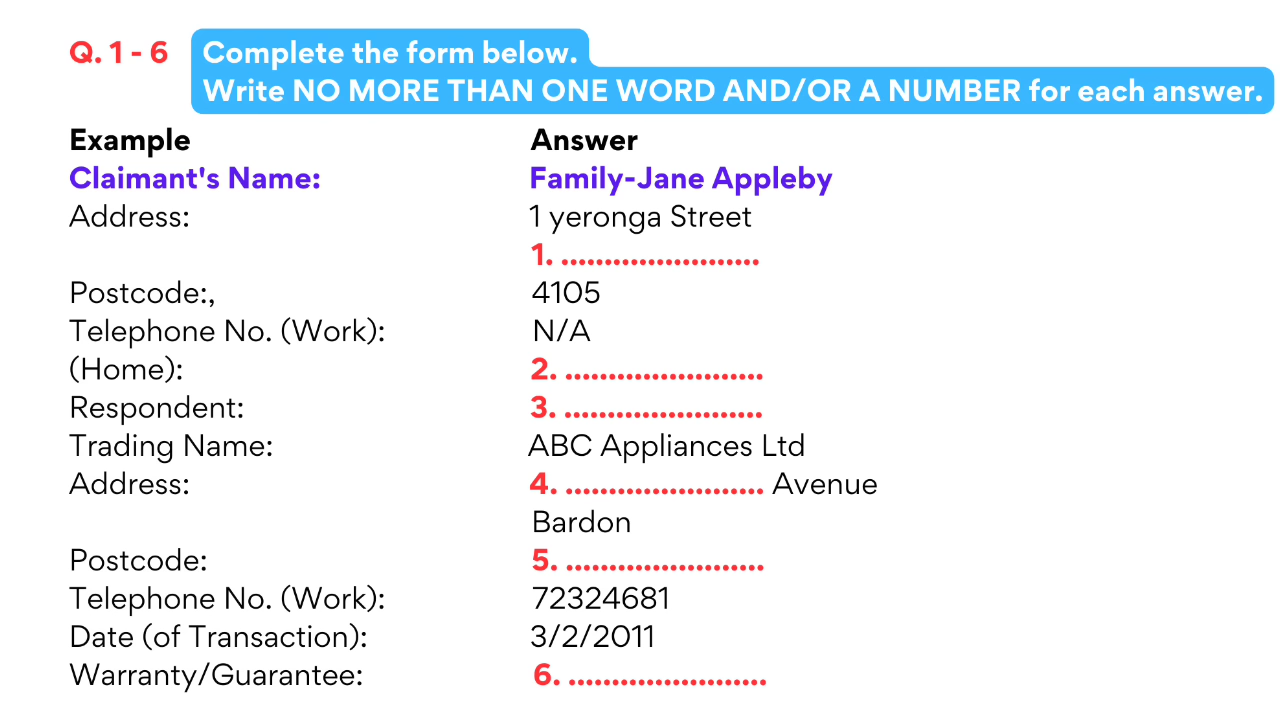 Q. 1 - 6 Complete the form below.
Write NO MORE THAN ONE WORD AND/OR A NUMBER for each answer.
Example Answer
Claimant's Name: Family-Jane Appleby
Address: 1 yeronga Street
1. .......................
Postcode:, 4105
Telephone No. (Work): N/A
(Home): 2. .......................
Respondent: 3. .......................
Trading Name: ABC Appliances Ltd
Address: 4. ....................... Avenue
Bardon
Postcode: 5. .......................
Telephone No. (Work): 72324681
Date (of Transaction): 3/2/2011
Warranty/Guarantee: 6. .......................